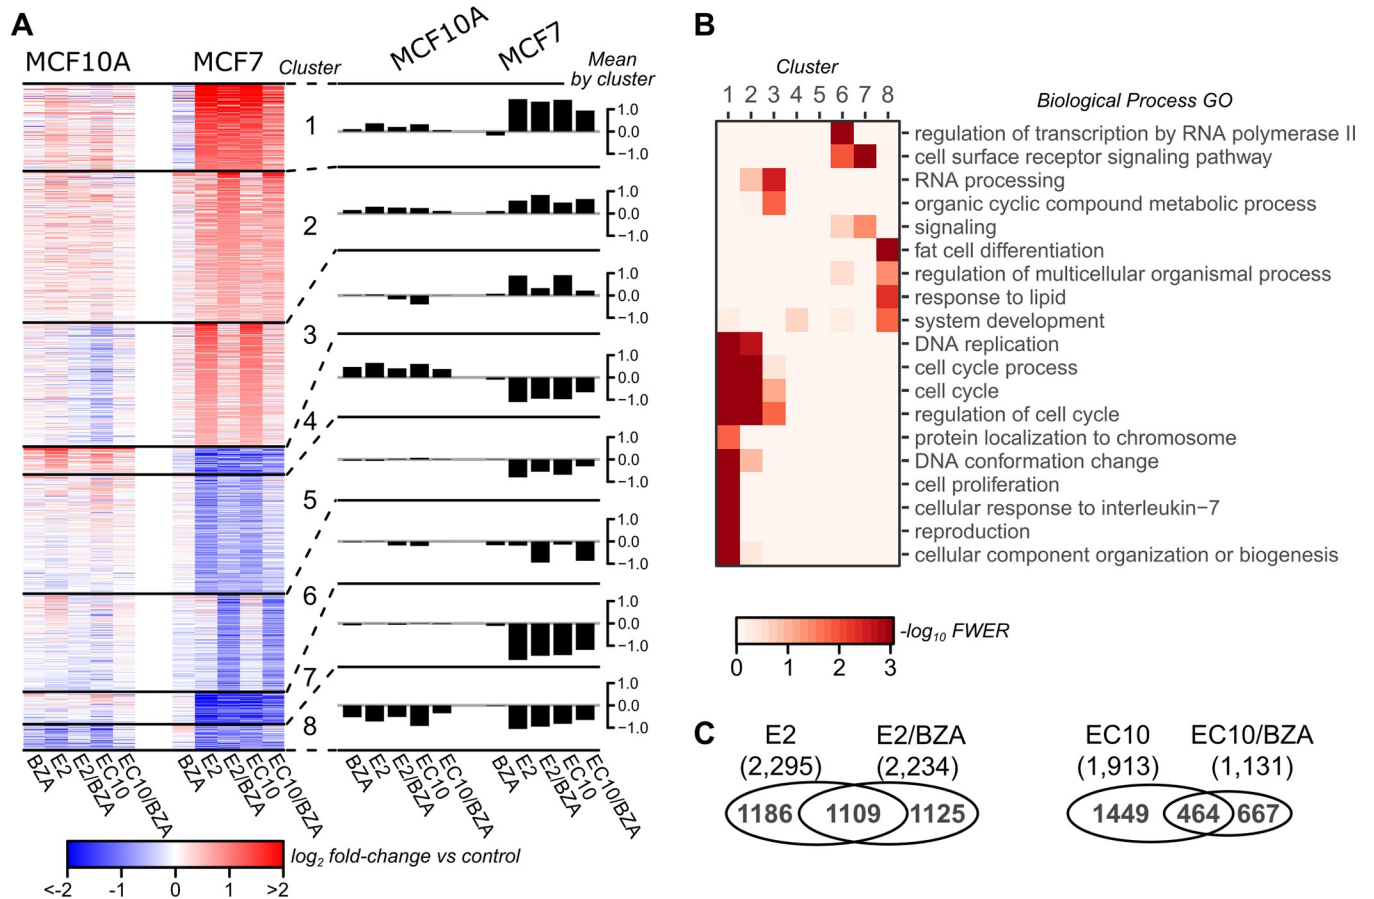 A
MCF10A
MCF7
Cluster
MCF10A
MCF7
Mean
by cluster
1
1.0
0.0
−1.0
2
1.0
0.0
−1.0
3
1.0
0.0
−1.0
4
1.0
0.0
−1.0
5
1.0
0.0
−1.0
6
1.0
0.0
−1.0
7
1.0
0.0
−1.0
8
1.0
0.0
−1.0
BZA
E2
E2/BZA
EC10
EC10/BZA
BZA
E2
E2/BZA
EC10
EC10/BZA
BZA
E2
E2/BZA
EC10
EC10/BZA
BZA
E2
E2/BZA
EC10
EC10/BZA
log2 fold-change vs control
<-2
-1
0
1
>2
B
Cluster
1 2 3 4 5 6 7 8
Biological Process GO
regulation of transcription by RNA polymerase II
cell surface receptor signaling pathway
RNA processing
organic cyclic compound metabolic process
signaling
fat cell differentiation
regulation of multicellular organismal process
response to lipid
system development
DNA replication
cell cycle process
cell cycle
regulation of cell cycle
protein localization to chromosome
DNA conformation change
cell proliferation
cellular response to interleukin−7
reproduction
cellular component organization or biogenesis
-log10 FWER
0 1 2 3
C
E2
(2,295)
E2/BZA
(2,234)
1186
1109
1125
EC10
(1,913)
EC10/BZA
(1,131)
1449
464
667